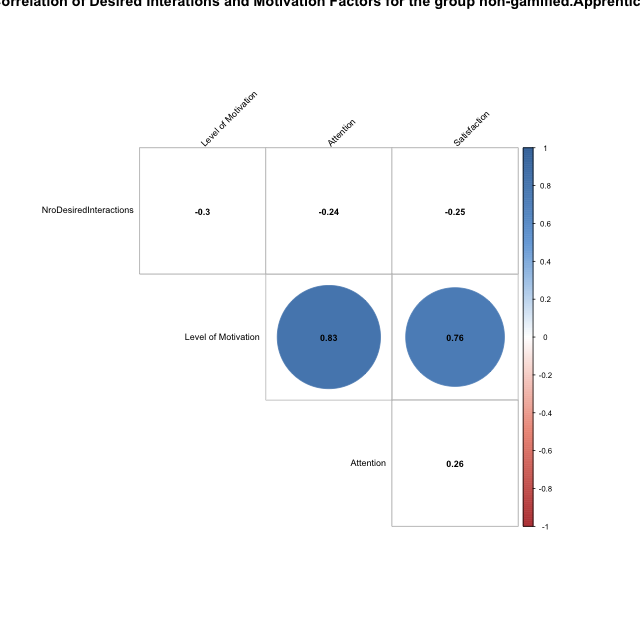 orrelation of Desired Interations and Motivation Factors for the group non-gamified.Apprentic
Level of Motivation
Attention
Satisfaction
NroDesiredInteractions
-0.3
-0.24
-0.25
Level of Motivation
0.83
0.76
Attention
0.26
1
0.8
0.6
0.4
0.2
0
-0.2
-0.4
-0.6
-0.8
-1